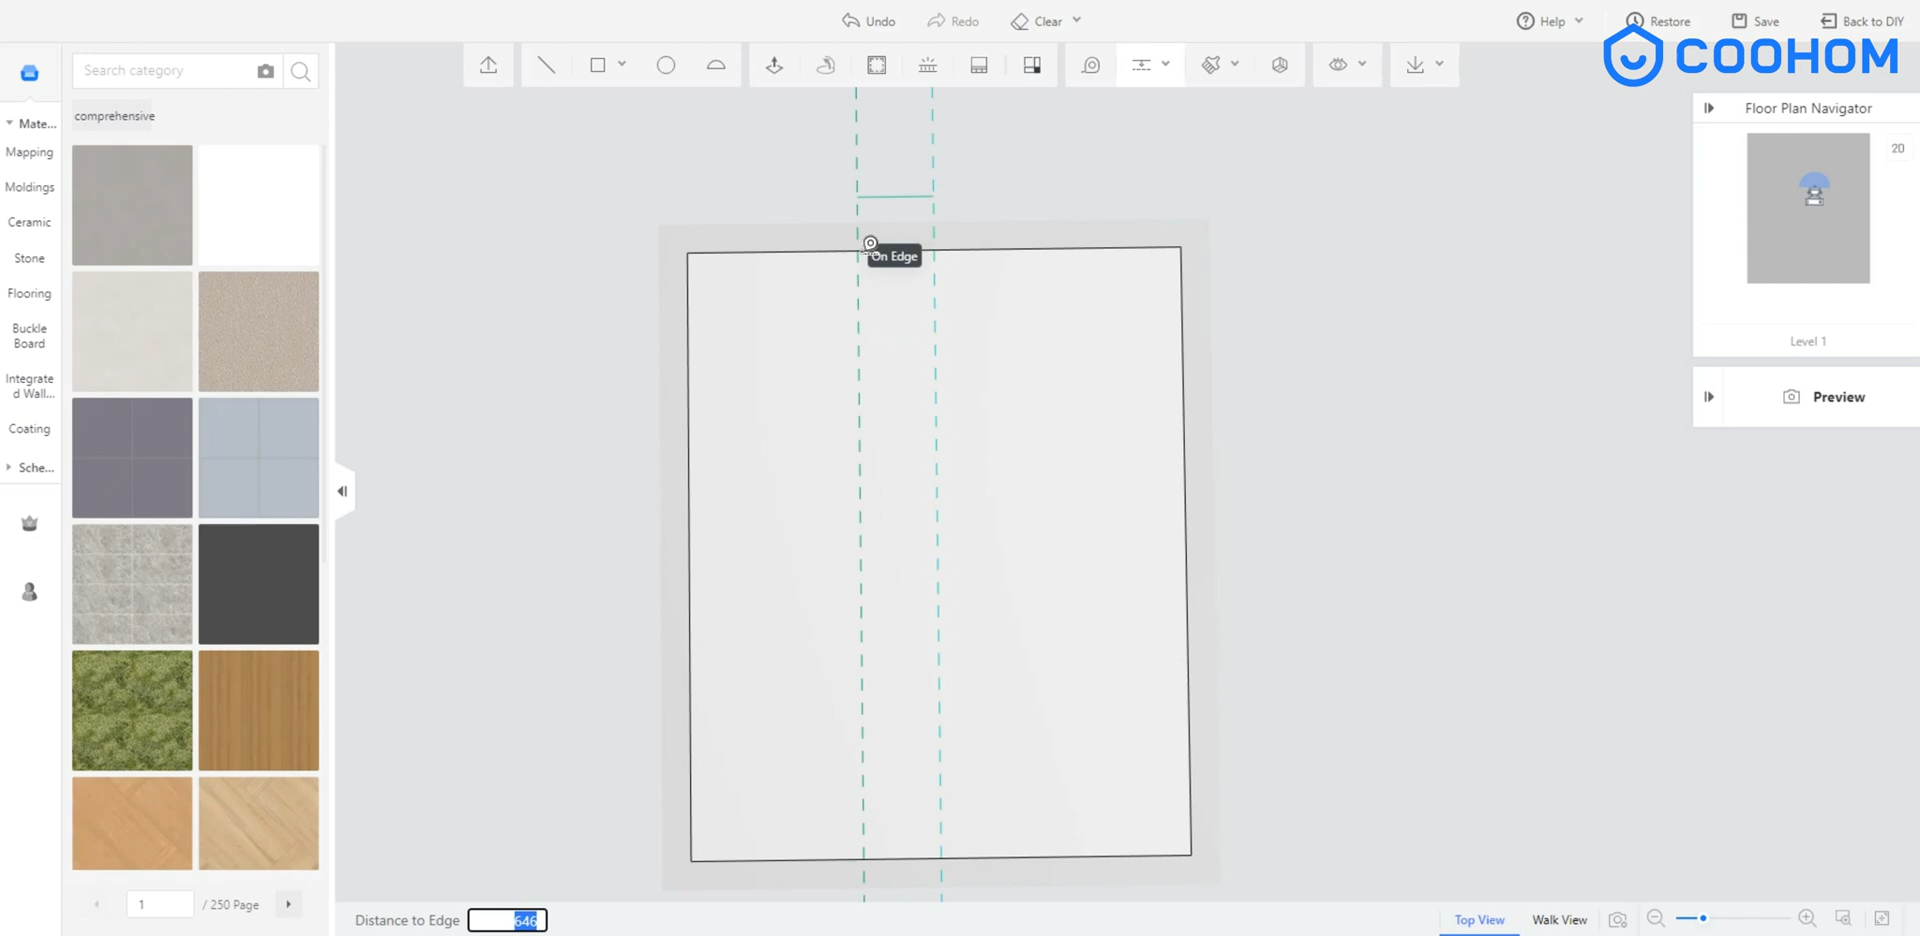 Undo
Redo
Clear
Help
Restore
Save
Back to DIY
COOHOM
Search category
comprehensive
Mate...
Mapping
Moldings
Ceramic
Stone
Flooring
Buckle
Board
Integrate
d Wall...
Coating
Sche...
1
/ 250 Page
On Edge
Floor Plan Navigator
20
Level 1
Preview
Distance to Edge
646
Top View
Walk View